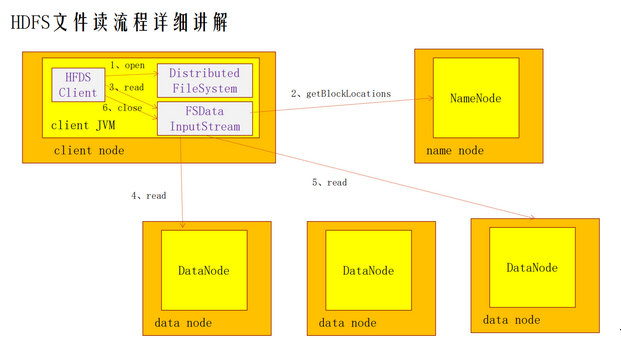 HDFS文件读流程详细讲解
1、open
HFDS
Client
3、read
6、close
client JVM
client node
Distributed
FileSystem
FSData
InputStream
2、getBlockLocations
NameNode
name node
4、read
5、read
DataNode
data node
DataNode
data node
DataNode
data node